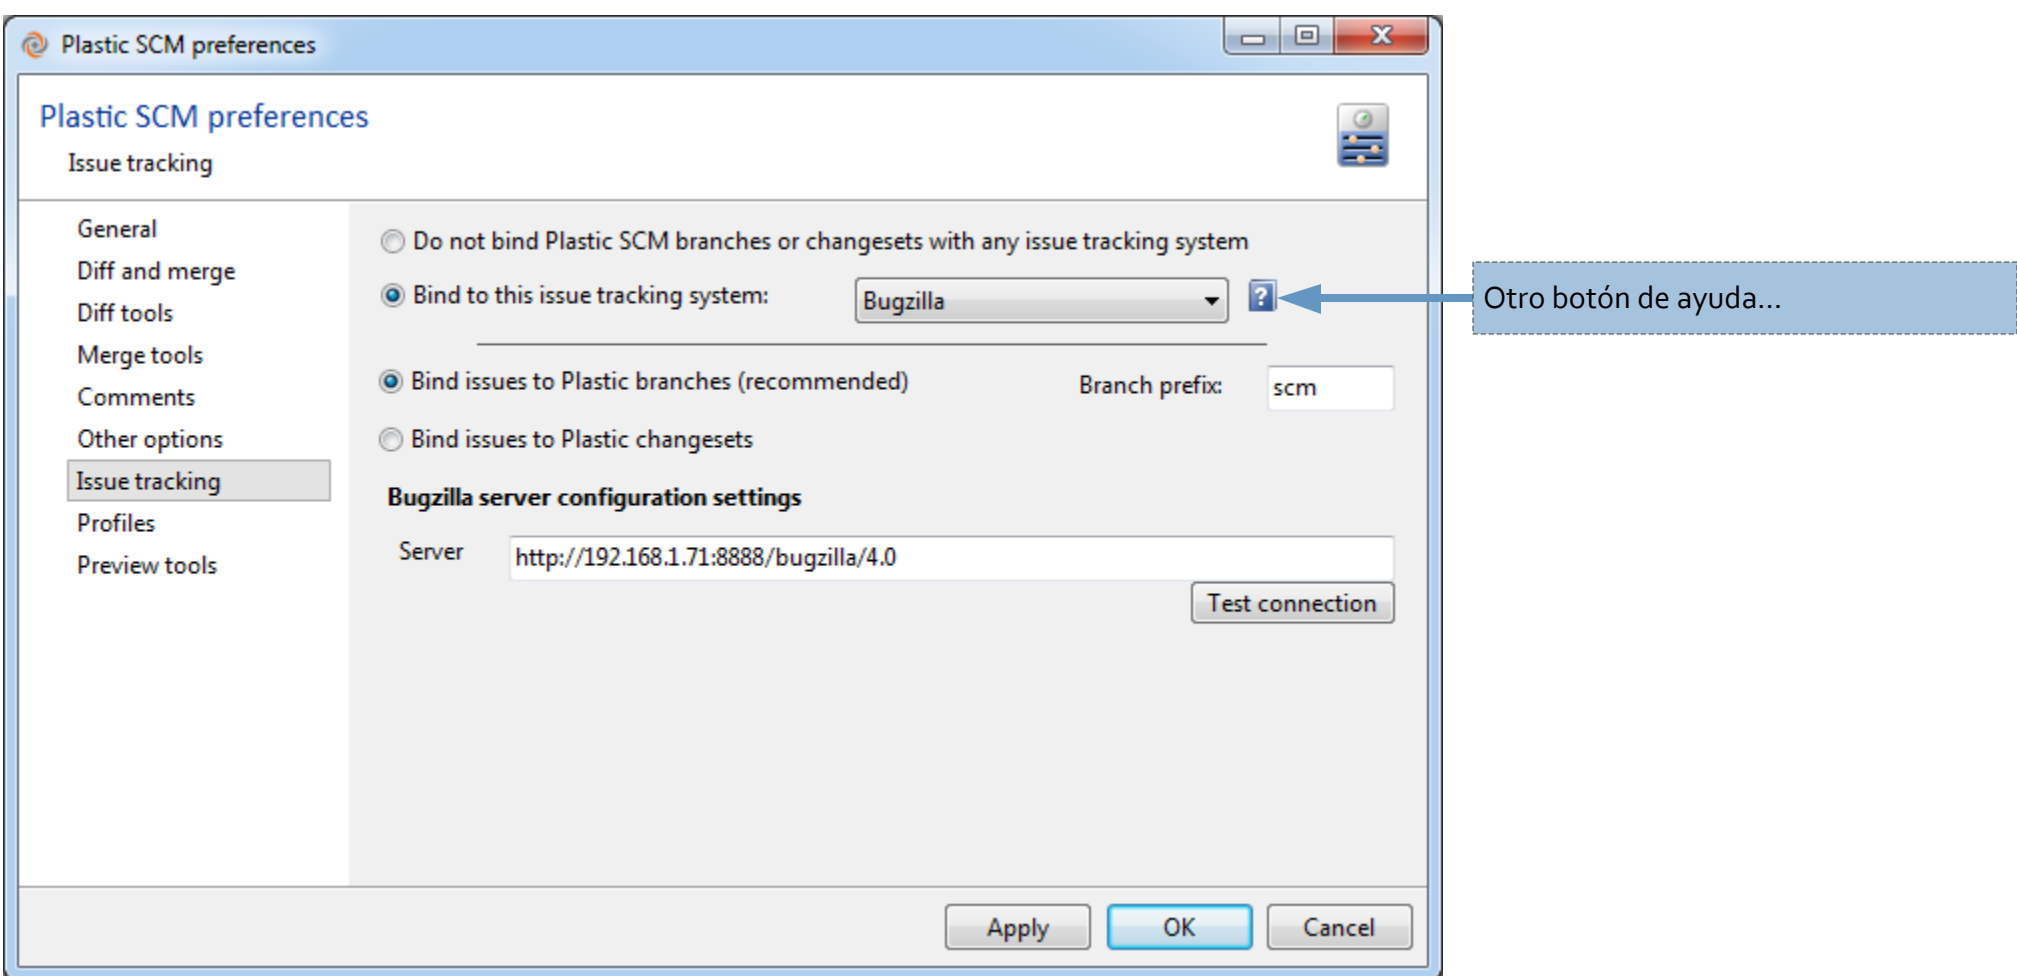 Plastic SCM preferences
Plastic SCM preferences
Issue tracking
General
Diff and merge
Diff tools
Merge tools
Comments
Other options
Issue tracking
Profiles
Preview tools
Do not bind Plastic SCM branches or changesets with any issue tracking system
Bind to this issue tracking system: Bugzilla ?
Otro botón de ayuda...
Bind issues to Plastic branches (recommended) Branch prefix: scm
Bind issues to Plastic changesets
Bugzilla server configuration settings
Server http://192.168.1.71:8888/bugzilla/4.0
Test connection
Apply OK Cancel